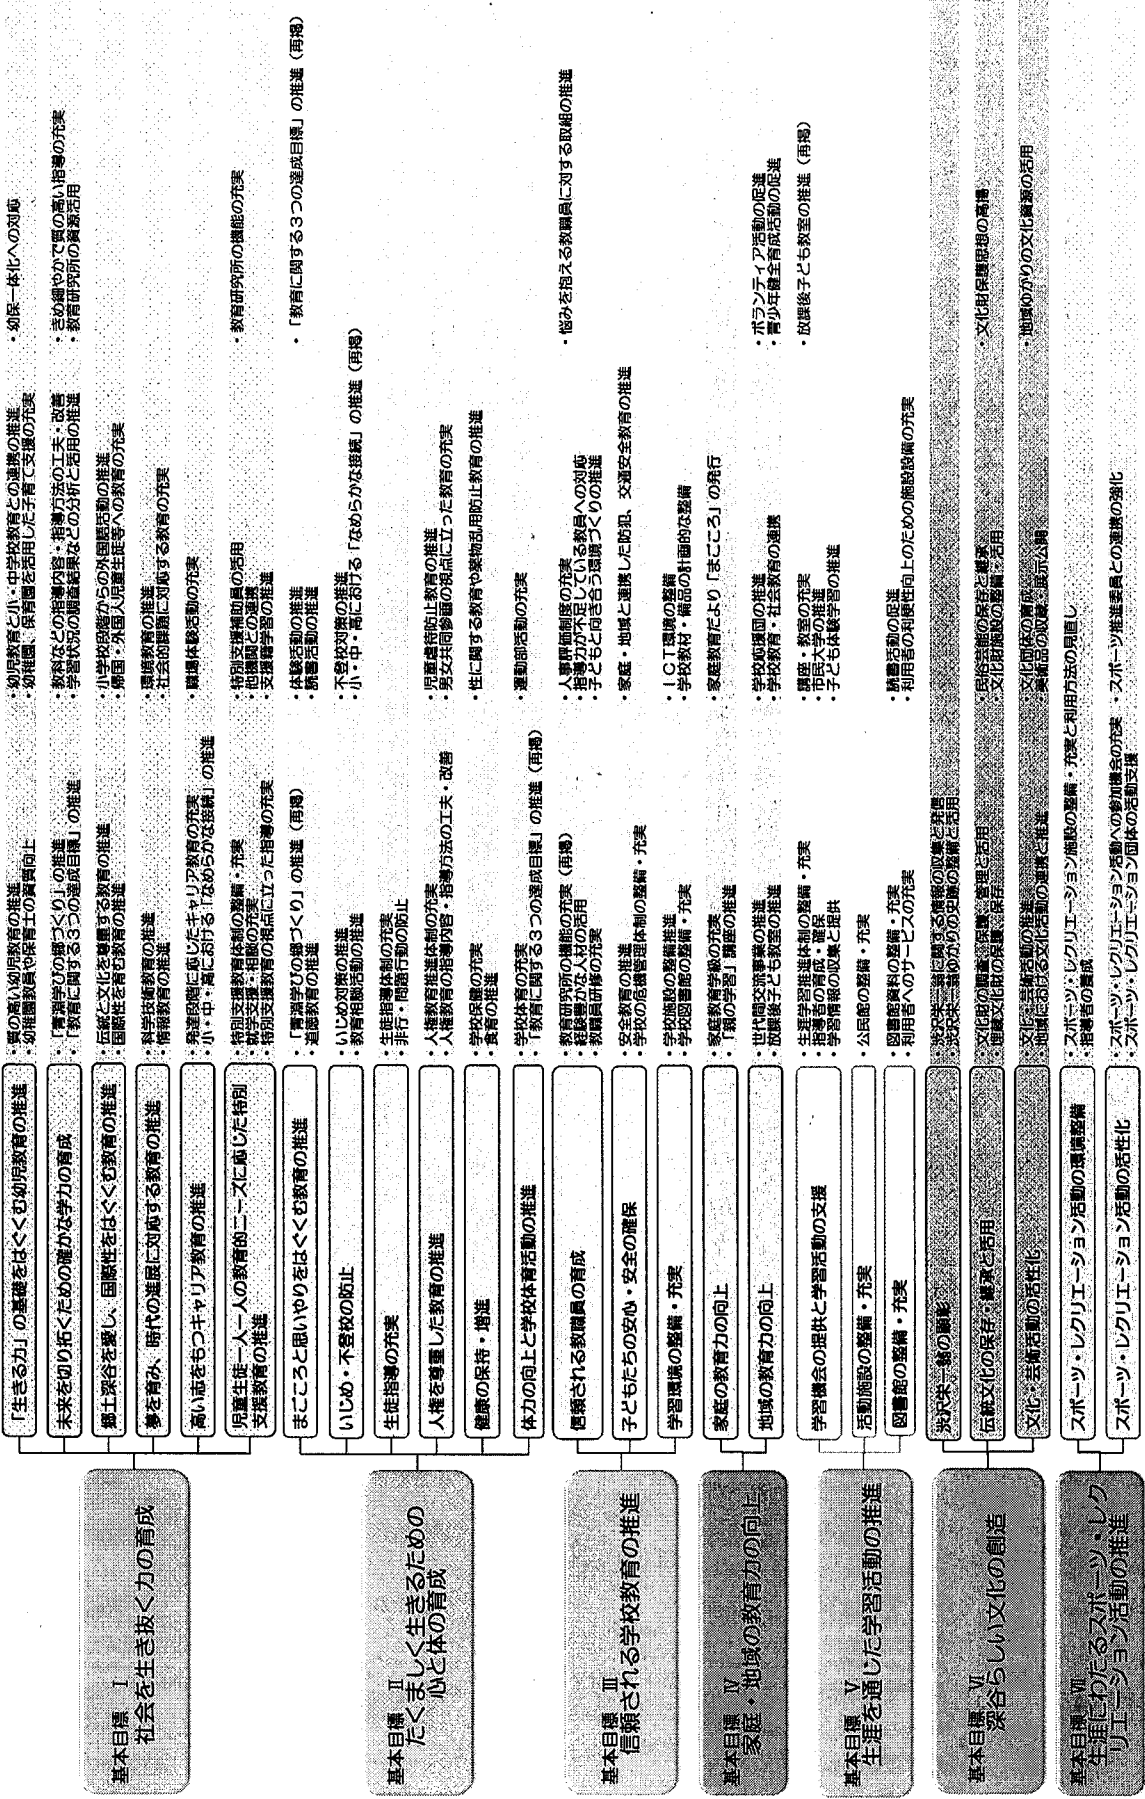 基本目標 Ⅰ
社会を生き抜く力の育成
「生きる力」の基礎をはぐくむ幼児教育の推進
・質の高い幼児教育の推進
・幼児教育と小・中学校教育との連携の推進
・幼保一体化への対応
・幼稚園教員や保育士の資質向上
・幼稚園、保育園を活用した子育て支援の充実
未来を切り拓くための確かな学力の育成
・「青淵学びの郷づくり」の推進
・教科などの指導内容・指導方法の工夫・改善
・きめ細やかで質の高い指導の充実
・「教育に関する3つの達成目標」の推進
・学習状況の調査結果などの分析と活用の推進
・教育研究所の資源活用
郷土深谷を愛し、国際性をはぐくむ教育の推進
・伝統と文化を尊重する教育の推進
・小学校段階からの外国語活動の推進
・国際性を育む教育の推進
・帰国・外国人児童生徒等への教育の充実
夢を育み、時代の進展に対応する教育の推進
・科学技術教育の推進
・環境教育の推進
・情報教育の推進
・社会的課題に対応する教育の充実
高い志をもつキャリア教育の推進
・発達段階に応じたキャリア教育の充実
・職場体験活動の充実
・小・中・高における「なめらかな接続」の推進
児童生徒一人一人の教育的ニーズに応じた特別
支援教育の推進
・特別支援教育体制の整備・充実
・特別支援補助員の活用
・教育研究所の機能の充実
・就学支援・相談の充実
・他機関との連携
・特別支援教育の視点に立った指導の充実
・支援籍学習の推進
基本目標 Ⅱ
たくましく生きるための
心と体の育成
まごころと思いやりをはぐくむ教育の推進
・「青淵学びの郷づくり」の推進（再掲）
・体験活動の推進
・「教育に関する3つの達成目標」の推進（再掲）
・道徳教育の推進
・読書活動の推進
いじめ・不登校の防止
・いじめ対策の推進
・不登校対策の推進
・教育相談活動の推進
・小・中・高における「なめらかな接続」の推進（再掲）
生徒指導の充実
・生徒指導体制の充実
・非行・問題行動の防止
人権を尊重した教育の推進
・人権教育推進体制の充実
・児童虐待防止教育の推進
・人権教育の指導内容・指導方法の工夫・改善
・男女共同参画の視点に立った教育の充実
健康の保持・増進
・学校保健の充実
・性に関する教育や薬物乱用防止教育の推進
・食育の推進
体力の向上と学校体育活動の推進
・学校体育の充実
・運動部活動の充実
・「教育に関する3つの達成目標」の推進（再掲）
基本目標 Ⅲ
信頼される学校教育の推進
信頼される教職員の育成
・教育研究所の機能の充実（再掲）
・人事評価制度の充実
・悩みを抱える教職員に対する取組の推進
・経験豊かな人材の活用
・指導力が不足している教員への対応
・教職員研修の充実
・子どもと向き合う環境づくりの推進
子どもたちの安心・安全の確保
・安全教育の推進
・家庭・地域と連携した防犯、交通安全教育の推進
・学校の危機管理体制の整備・充実
学習環境の整備・充実
・学校施設の整備推進
・ICT環境の整備
・学校図書館の整備・充実
・学校教材・備品の計画的な整備
基本目標 Ⅳ
家庭・地域の教育力の向上
家庭の教育力の向上
・家庭教育学級の充実
・家庭教育だより「まごころ」の発行
・「親の学習」講座の推進
地域の教育力の向上
・世代間交流事業の推進
・学校応援団の推進
・ボランティア活動の促進
・放課後子ども教室の推進
・学校教育・社会教育の連携
・青少年健全育成活動の促進
基本目標 Ⅴ
生涯を通じた学習活動の推進
学習機会の提供と学習活動の支援
・生涯学習推進体制の整備・充実
・講座・教室の充実
・放課後子ども教室の推進（再掲）
・指導者の育成・確保
・市民大学の推進
・学習情報の収集と提供
・子ども体験学習の推進
活動施設の整備・充実
・公民館の整備・充実
図書館の整備・充実
・図書館資料の整備・充実
・読書活動の促進
・利用者へのサービスの充実
・利用者の利便性向上のための施設設備の充実
基本目標 Ⅵ
深谷らしい文化の創造
渋沢栄一翁の顕彰
・渋沢栄一翁に関する情報の収集と発信
・渋沢栄一翁ゆかりの史跡の整備と活用
伝統文化の保存・継承と活用
・文化財の調査・保護、管理と活用
・民俗芸能の保存と継承
・文化財保護思想の高揚
・埋蔵文化財の保護、保存
・文化財施設の整備・活用
文化・芸術活動の活性化
・文化・芸術活動の推進
・文化団体の育成
・地域ゆかりの文化資源の活用
・地域における文化活動の連携と推進
・美術品の収蔵・展示公開
基本目標 Ⅶ
生涯にわたるスポーツ・レク
リエーション活動の推進
スポーツ・レクリエーション活動の環境整備
・スポーツ・レクリエーション施設の整備・充実と利用方法の見直し
・指導者の養成
スポーツ・レクリエーション活動の活性化
・スポーツ・レクリエーション活動への参加機会の充実
・スポーツ推進委員との連携の強化
・スポーツ・レクリエーション団体の活動支援